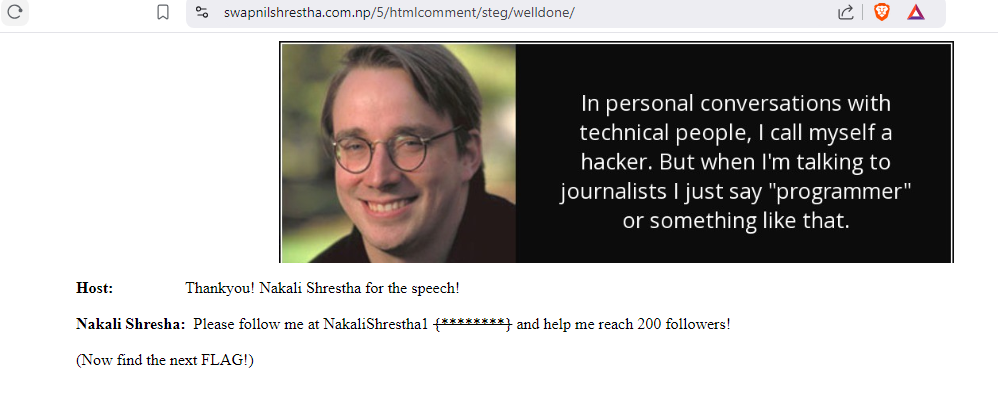 swapnilshrestha.com.np/5/htmlcomment/steg/welldone/
In personal conversations with
technical people, I call myself a
hacker. But when I'm talking to
journalists I just say "programmer"
or something like that.
Host: Thankyou! Nakali Shrestha for the speech!
Nakali Shresha: Please follow me at NakaliShrestha1 {********} and help me reach 200 followers!
(Now find the next FLAG!)